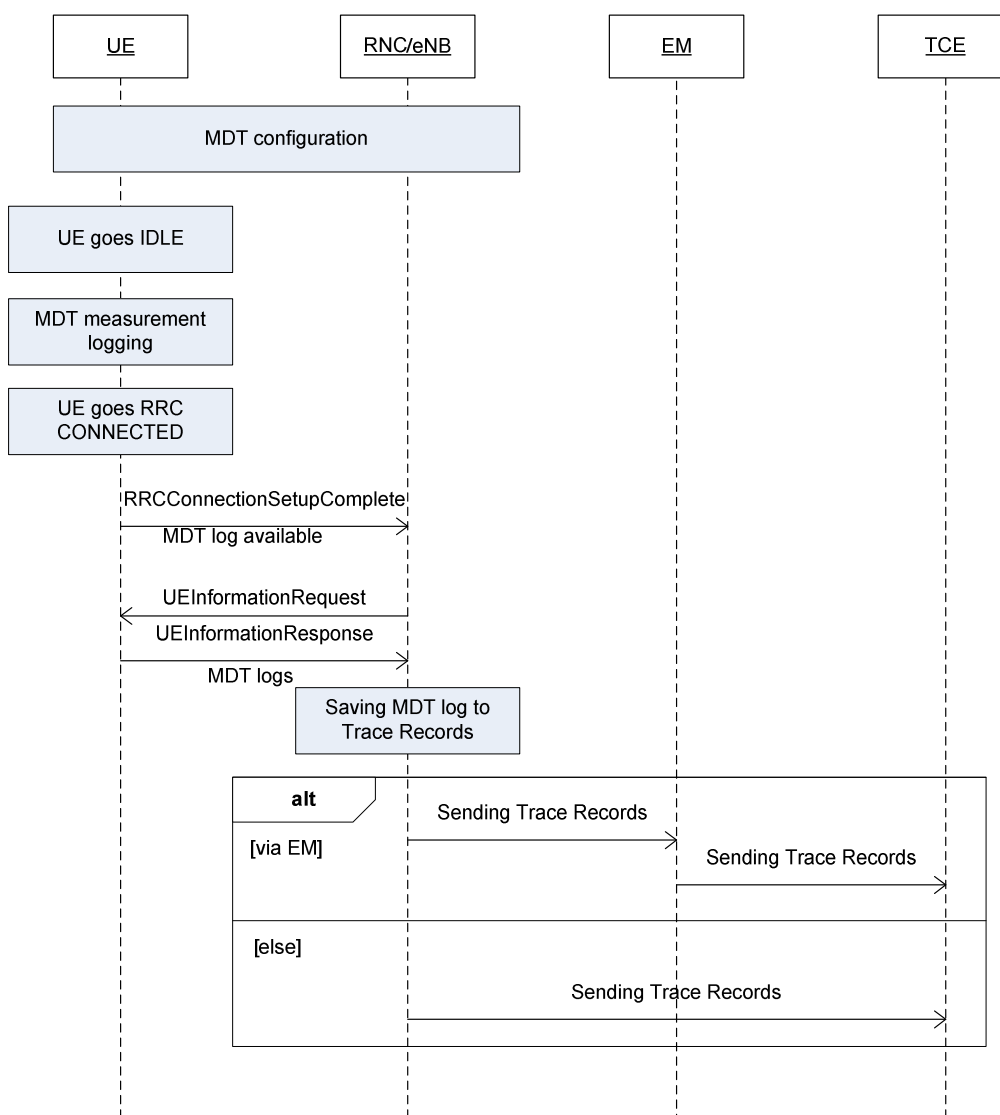 UE
RNC/eNB
EM
TCE
MDT configuration
UE goes IDLE
MDT measurement
logging
UE goes RRC
CONNECTED
RRCConnectionSetupComplete
MDT log available
UEInformationRequest
UEInformationResponse
MDT logs
Saving MDT log to
Trace Records
alt
Sending Trace Records
[via EM]
Sending Trace Records
[else]
Sending Trace Records